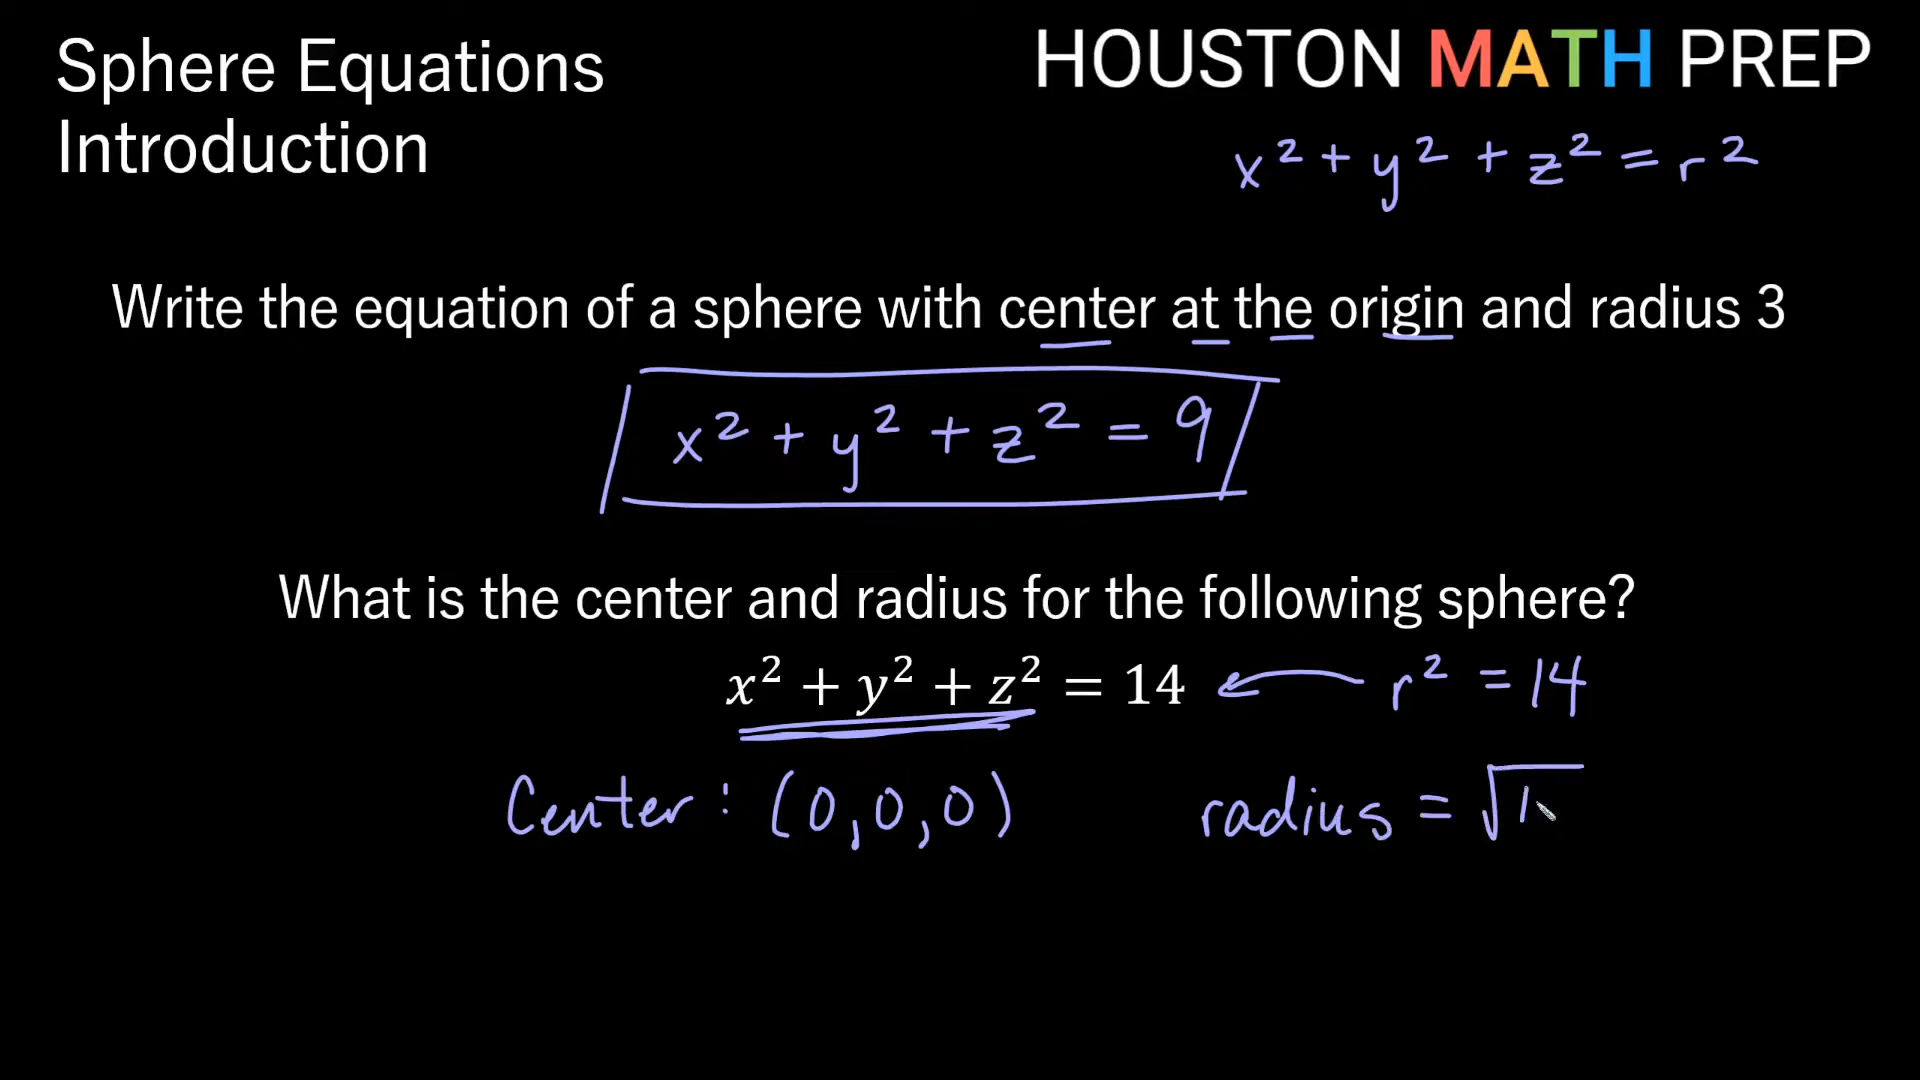 Sphere Equations
Introduction
HOUSTON MATH PREP
x² + y² + z² = r²
Write the equation of a sphere with center at the origin and radius 3
x² + y² + z² = 9
What is the center and radius for the following sphere?
x² + y² + z² = 14 ← r² = 14
Center : (0,0,0) radius = √1